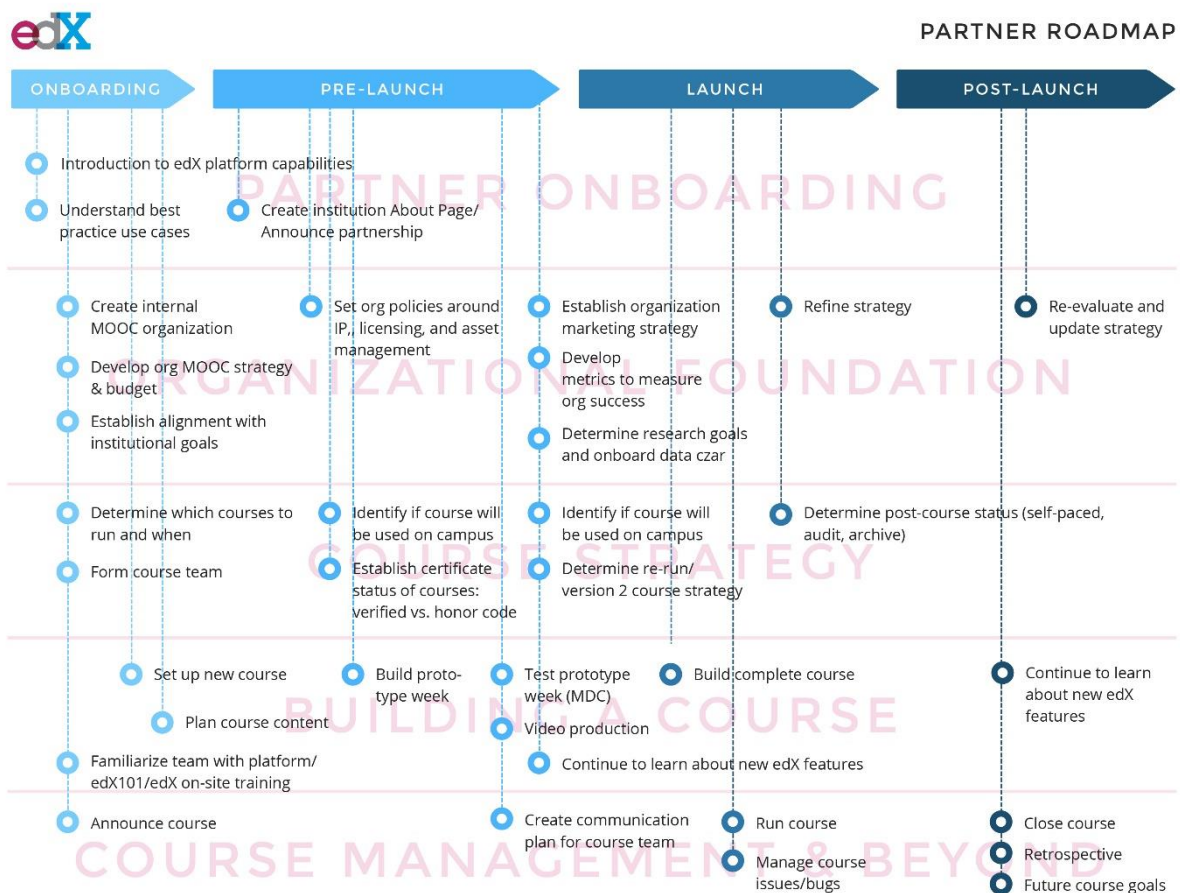 edX
PARTNER ROADMAP
ONBOARDING
PRE-LAUNCH
LAUNCH
POST-LAUNCH
PARTNER ONBOARDING
Introduction to edX platform capabilities
Understand best
practice use cases
Create institution About Page/
Announce partnership
ORGANIZATIONAL FOUNDATION
Create internal
MOOC organization
Develop org MOOC strategy
& budget
Establish alignment with
institutional goals
Set org policies around
IP,, licensing, and asset
management
Establish organization
marketing strategy
Develop
metrics to measure
org success
Determine research goals
and onboard data czar
Refine strategy
Re-evaluate and
update strategy
COURSE STRATEGY
Determine which courses to
run and when
Form course team
Identify if course will
be used on campus
Establish certificate
status of courses:
verified vs. honor code
Identify if course will
be used on campus
Determine re-run/
version 2 course strategy
Determine post-course status (self-paced,
audit, archive)
BUILDING A COURSE
Set up new course
Plan course content
Familiarize team with platform/
edX101/edX on-site training
Build proto-
type week
Test prototype
week (MDC)
Video production
Continue to learn about new edX features
Build complete course
Continue to learn
about new edX
features
COURSE MANAGEMENT & BEYOND
Announce course
Create communication
plan for course team
Run course
Manage course
issues/bugs
Close course
Retrospective
Future course goals